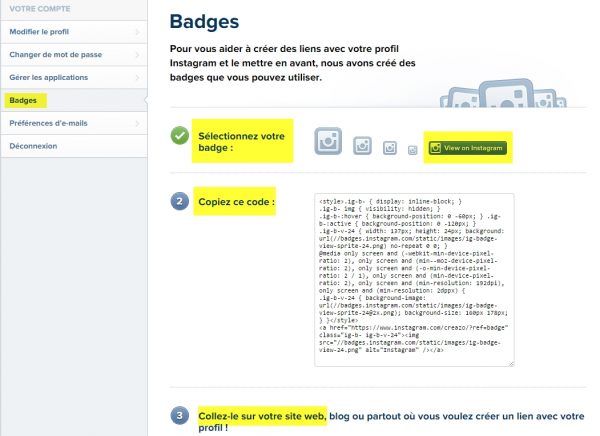 VOTRE COMPTE
Modifier le profil
Changer de mot de passe
Gérer les applications
Badges
Préférences d'e-mails
Déconnexion
Badges
Pour vous aider à créer des liens avec votre profil
Instagram et le mettre en avant, nous avons créé des
badges que vous pouvez utiliser.
Sélectionnez votre
badge :
View on Instagram
2
Copiez ce code :
<style>.ig-b- { display: inline-block; }
.ig-b- img { visibility: hidden; }
.ig-b-:hover { background-position: 0 -60px; } .ig-
b-:active { background-position: 0 -120px; }
.ig-b-v-24 { width: 137px; height: 24px; background:
url(//badges.instagram.com/static/images/ig-badge-
view-sprite-24.png) no-repeat 0 0; }
@media only screen and (-webkit-min-device-pixel-
ratio: 2), only screen and (min--moz-device-pixel-
ratio: 2), only screen and (-o-min-device-pixel-
ratio: 2 / 1), only screen and (min-device-pixel-
ratio: 2), only screen and (min-resolution: 192dpi),
only screen and (min-resolution: 2dppx) {
.ig-b-v-24 { background-image:
url(//badges.instagram.com/static/images/ig-badge-
view-sprite-24@2x.png); background-size: 160px 178px;
} }</style>
<a href="https://www.instagram.com/crea2o/?ref=badge"
class="ig-b- ig-b-v-24"><img
src="//badges.instagram.com/static/images/ig-badge-
view-24.png" alt="Instagram" /></a>
3
Collez-le sur votre site web, blog ou partout où vous voulez créer un lien avec votre
profil !